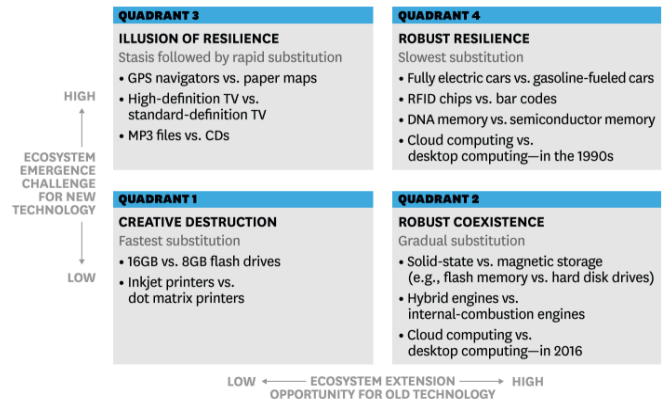 QUADRANT 3
ILLUSION OF RESILIENCE
Stasis followed by rapid substitution
• GPS navigators vs. paper maps
• High-definition TV vs.
standard-definition TV
• MP3 files vs. CDs
QUADRANT 4
ROBUST RESILIENCE
Slowest substitution
• Fully electric cars vs. gasoline-fueled cars
• RFID chips vs. bar codes
• DNA memory vs. semiconductor memory
• Cloud computing vs.
desktop computing—in the 1990s
HIGH
ECOSYSTEM
EMERGENCE
CHALLENGE
FOR NEW
TECHNOLOGY
LOW
QUADRANT 1
CREATIVE DESTRUCTION
Fastest substitution
• 16GB vs. 8GB flash drives
• Inkjet printers vs.
dot matrix printers
QUADRANT 2
ROBUST COEXISTENCE
Gradual substitution
• Solid-state vs. magnetic storage
(e.g., flash memory vs. hard disk drives)
• Hybrid engines vs.
internal-combustion engines
• Cloud computing vs.
desktop computing—in 2016
LOW ECOSYSTEM EXTENSION HIGH
OPPORTUNITY FOR OLD TECHNOLOGY